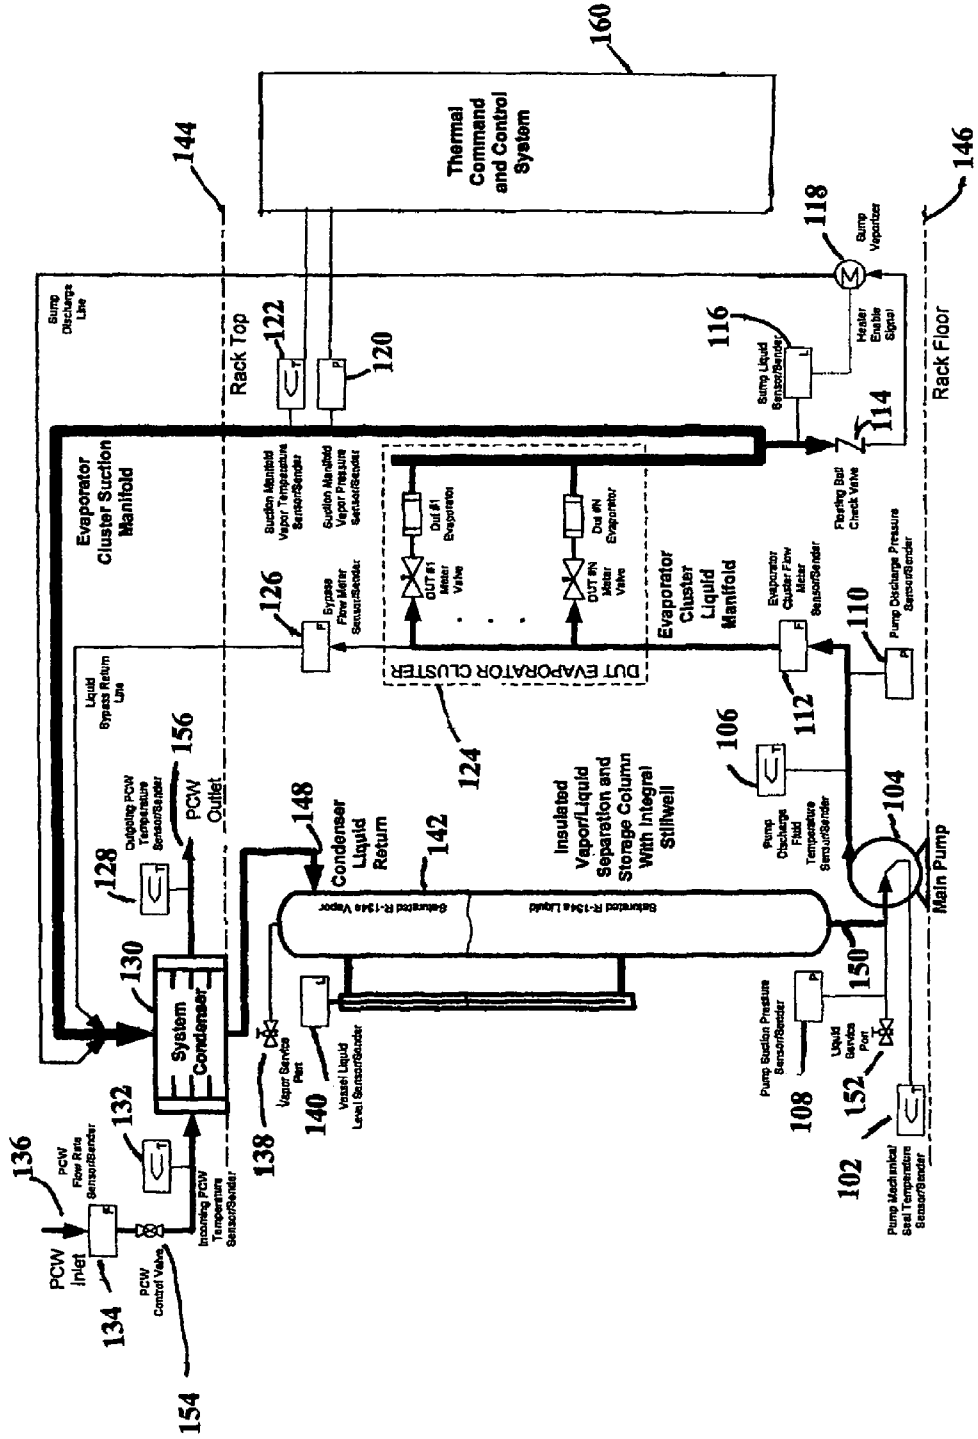 160
Thermal
Command
and Control
System
144
Rack Top
146
Rack Floor
Sump
Discharge
Line
122
T
P
120
118
Sump
Vaporizer
116
Sump Liquid
Sensor/Sender
L
Heater
Enable
Signal
114
Floating Ball
Check Valve
Evaporator
Cluster Suction
Manifold
Suction Manifold
Vapor Temperature
Sensor/Sender
Suction Manifold
Vapor Pressure
Sensor/Sender
Dut #1
Evaporator
Dut #N
Evaporator
DUT #1
Meter
Valve
DUT #N
Meter
Valve
DUT EVAPORATOR CLUSTER
124
126
Bypass
Flow Meter
Sensor/Sender
F
Liquid
Bypass Return
Line
Evaporator
Cluster
Liquid
Manifold
Evaporator
Cluster Flow
Meter
Sensor/Sender
F
112
110
Pump Discharge Pressure
Sensor/Sender
P
106
T
Pump
Discharge
Fluid
Temperature
Sensor/Sender
104
Main Pump
156
PCW
Outlet
Outgoing PCW
Temperature
Sensor/Sender
128
T
130
System
Condenser
148
Condenser
Liquid
Return
142
Insulated
Vapor/Liquid
Separation and
Storage Column
With Integral
Stillwell
Saturated R-134a Vapor
Saturated R-134a Liquid
150
138
Vapor Service
Port
140
L
Vessel Liquid
Level Sensor/Sender
Pump Suction Pressure
Sensor/Sender
P
108
Liquid
Service
Port
152
102
T
Pump Mechanical
Seal Temperature
Sensor/Sender
132
T
Incoming PCW
Temperature
Sensor/Sender
136
PCW
Inlet
PCW
Flow Rate
Sensor/Sender
F
134
PCW
Control Valve
154